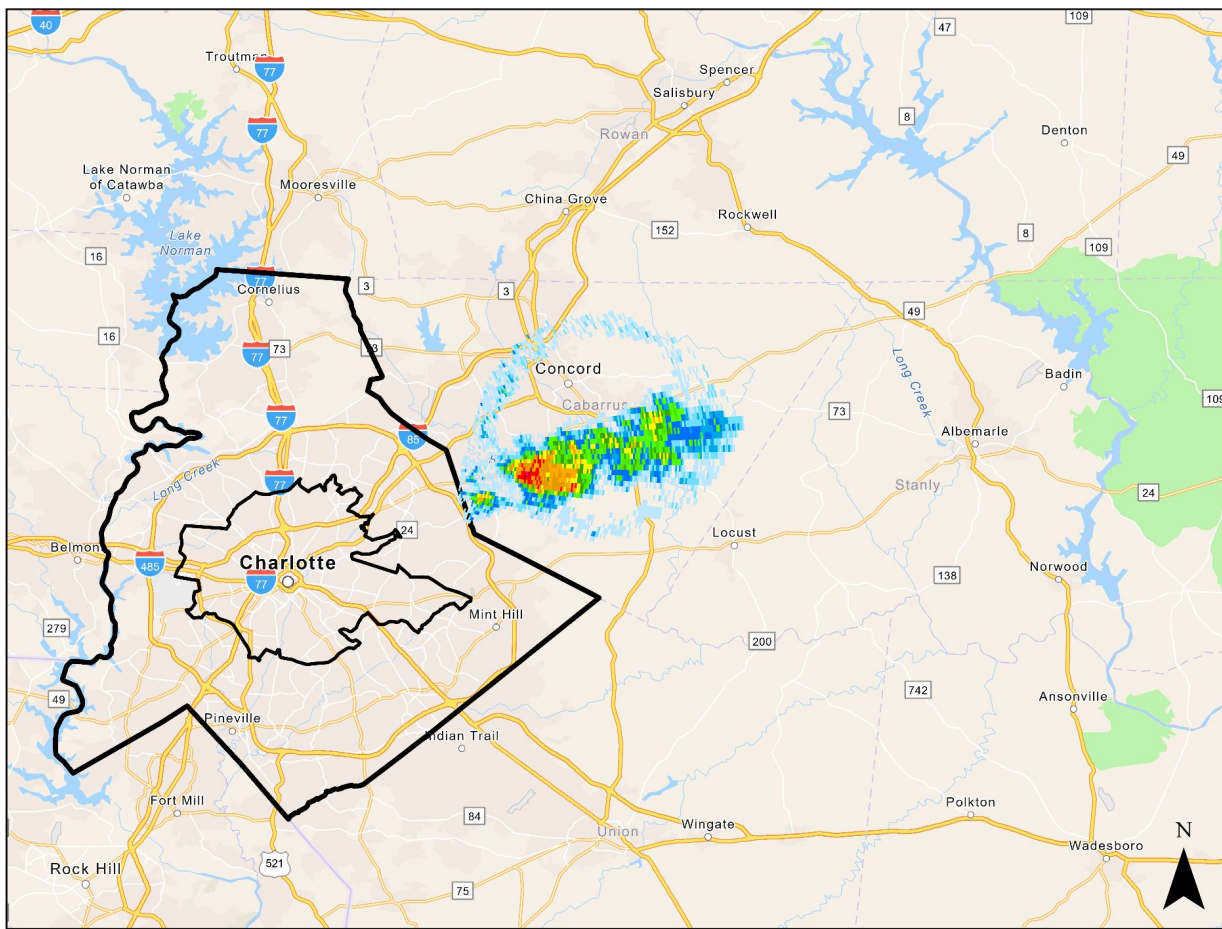 40
109
47
Troutman
77
Spencer
Salisbury
8
Denton
77
Rowan
49
Lake Norman
of Catawba
Mooresville
China Grove
Rockwell
152
8
Lake
Norman
16
109
77
Cornelius
3
3
49
16
77
73
73
Concord
Long Creek
Badin
Cabarrus
109
77
85
73
Albemarle
Long Creek
77
Stanly
24
24
Locust
Belmont
485
Charlotte
77
138
Norwood
279
Mint Hill
200
49
742
Pineville
Ansonville
Indian Trail
Fort Mill
84
Polkton
Union
Wingate
N
Wadesboro
Rock Hill
521
75